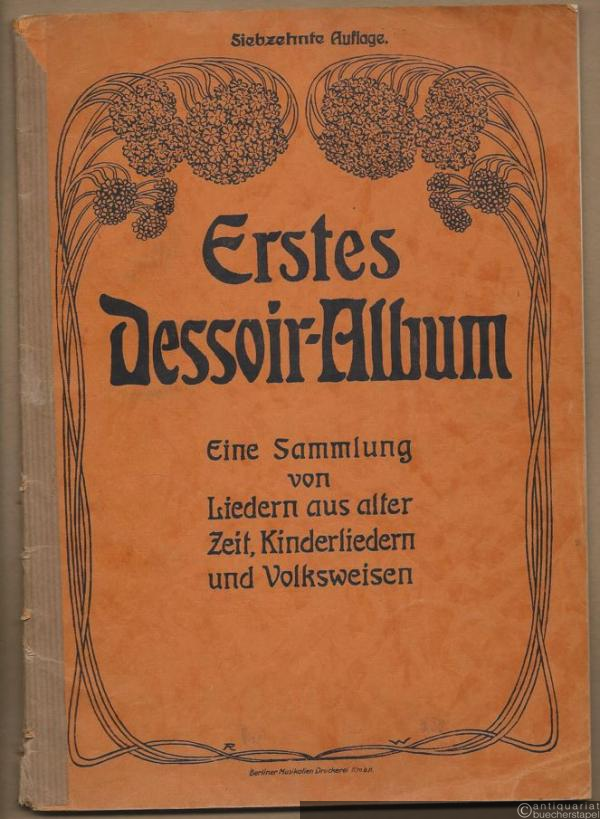 Siebzehnte Auflage.
Erstes
Dessoir-Album
Eine Sammlung
von
Liedern aus alter
Zeit, Kinderliedern
und Volksweisen
R W
Berliner Musikalien Druckerei G.m.b.H.
©antiquariat
buecherstapel